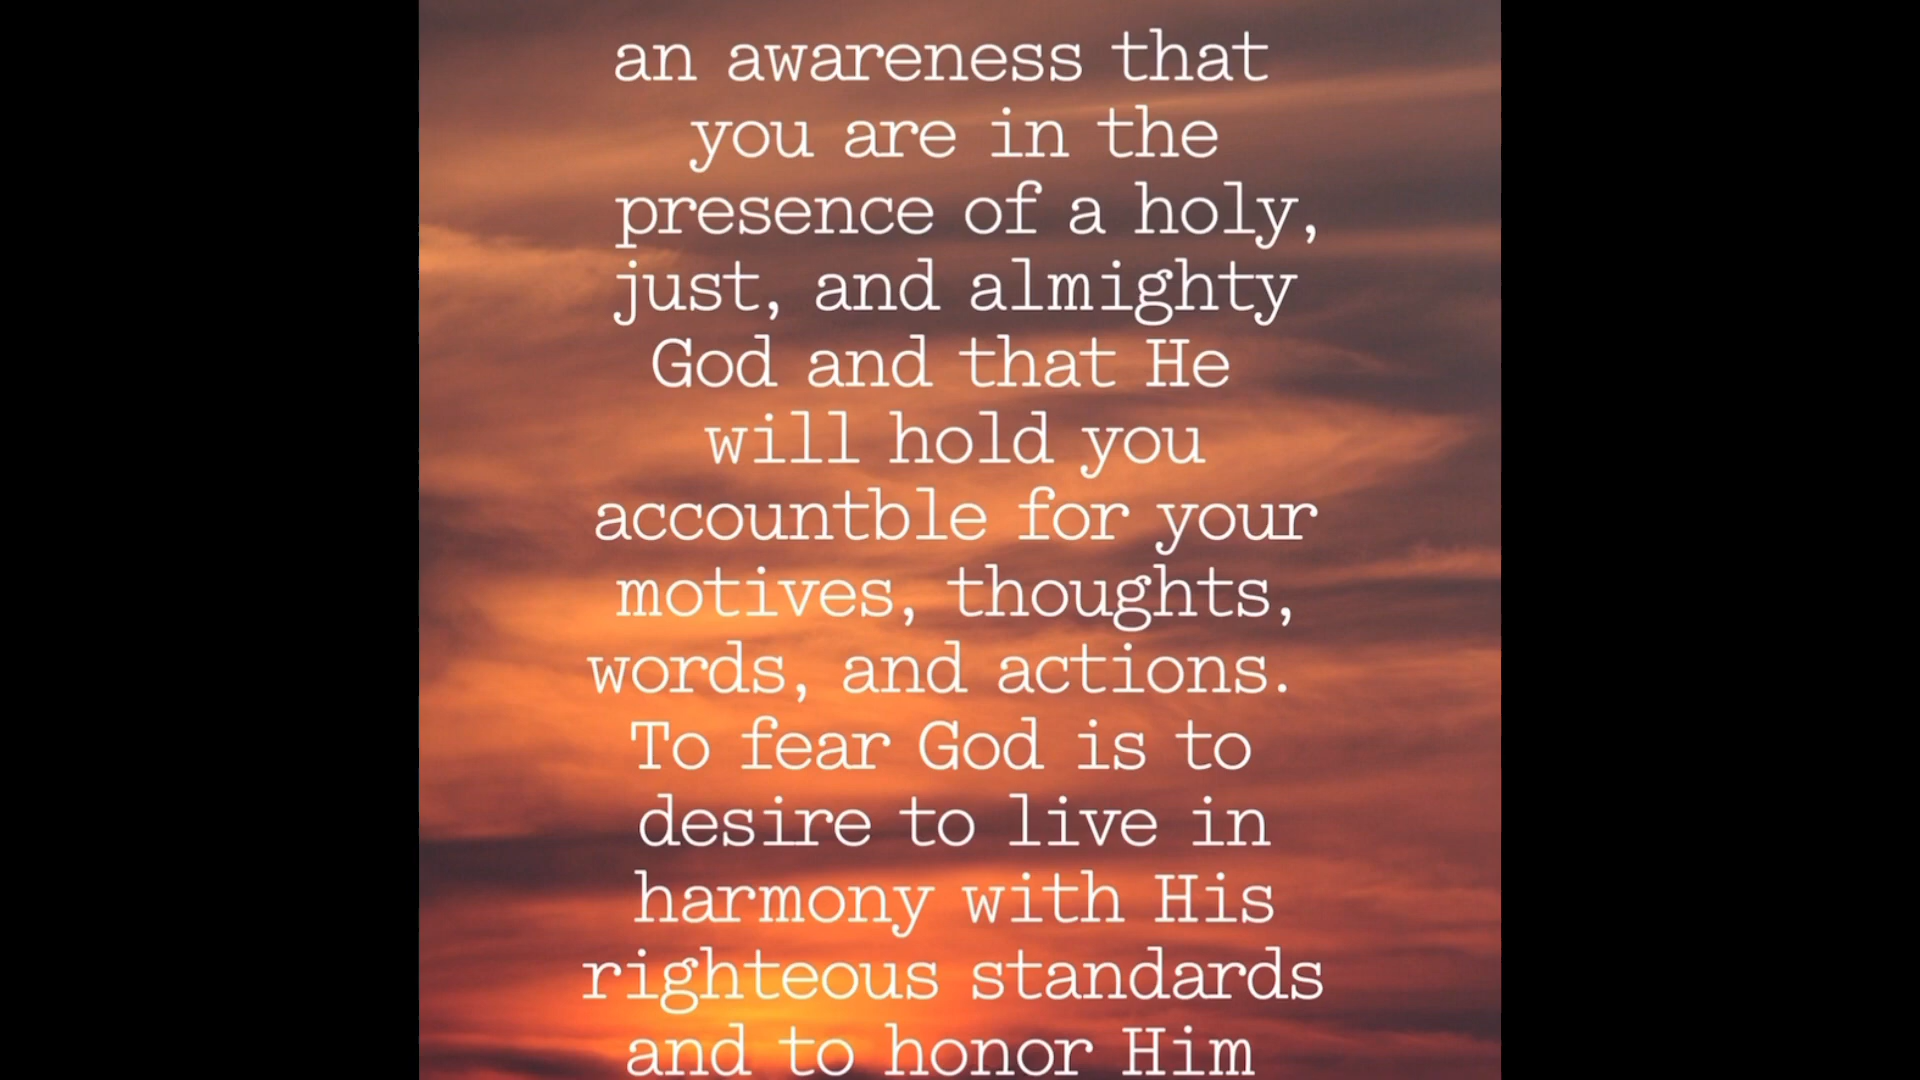 an awareness that
you are in the
presence of a holy,
just, and almighty
God and that He
will hold you
accountble for your
motives, thoughts,
words, and actions.
To fear God is to
desire to live in
harmony with His
righteous standards
and to honor Him